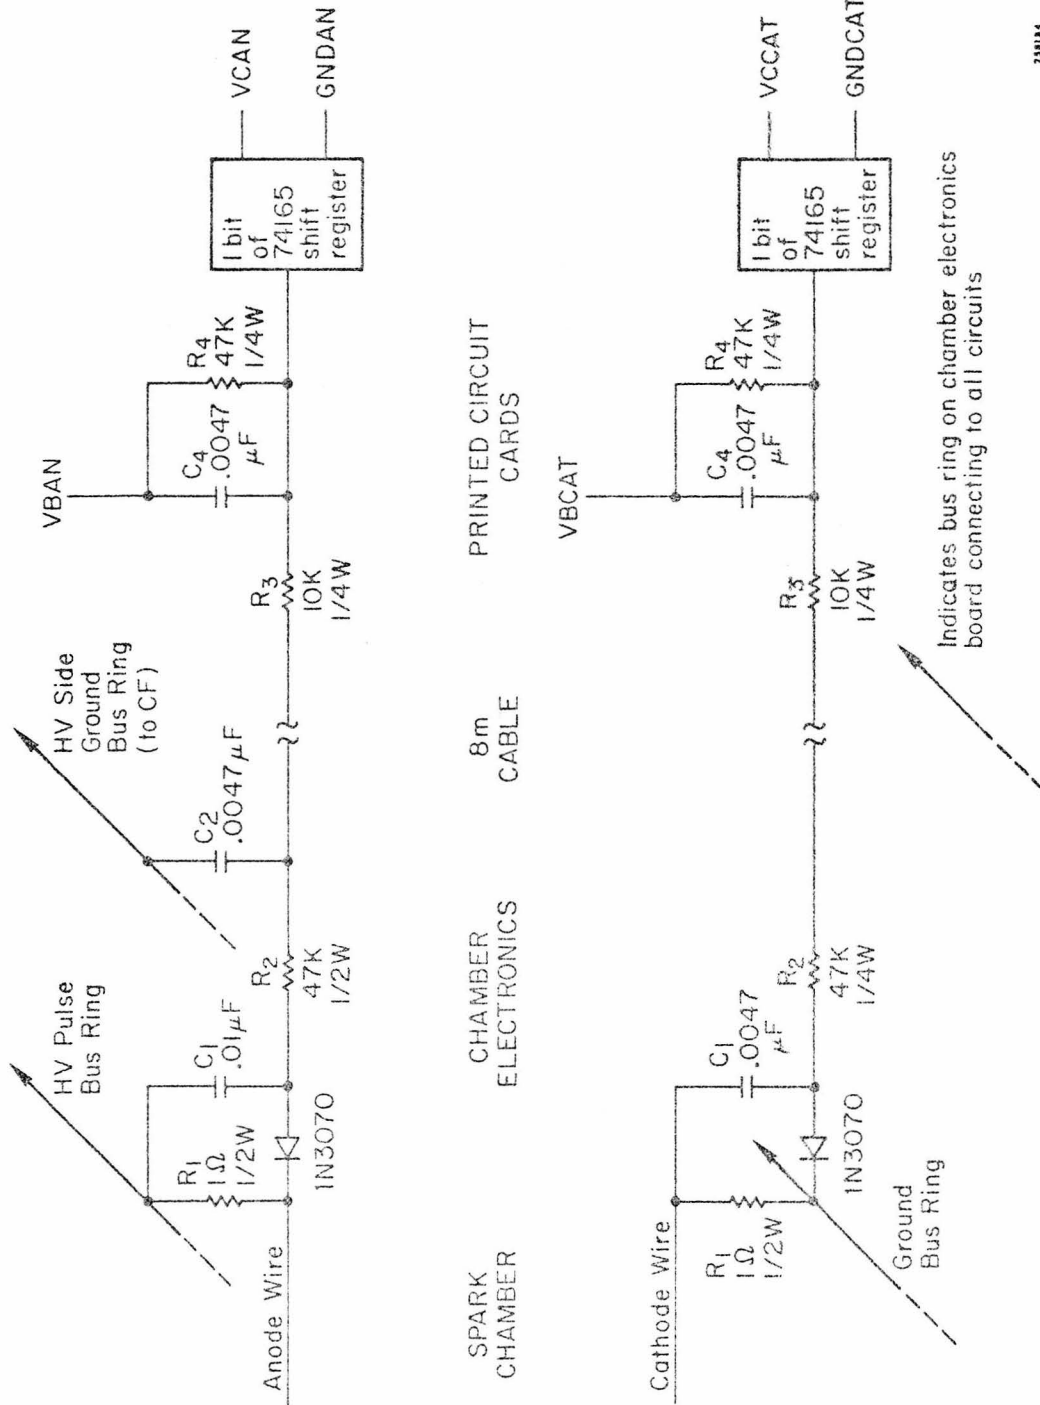 VBAN
HV Side
Ground
Bus Ring
(to CF)
HV Pulse
Bus Ring
R1
1Ω
1/2W
C1
.01μF
C2
.0047μF
C4
.0047
μF
R4
47K
1/4W
1 bit
of
74165
shift
register
VCAN
GNDAN
Anode Wire
1N3070
R2
47K
1/2W
R3
10K
1/4W
SPARK
CHAMBER
CHAMBER
ELECTRONICS
8m
CABLE
PRINTED CIRCUIT
CARDS
VBCAT
Cathode Wire
R1
1Ω
1/2W
C1
.0047
μF
C4
.0047
μF
R4
47K
1/4W
1 bit
of
74165
shift
register
VCCAT
GNDCAT
1N3070
R2
47K
1/4W
R3
10K
1/4W
Ground
Bus Ring
Indicates bus ring on chamber electronics
board connecting to all circuits